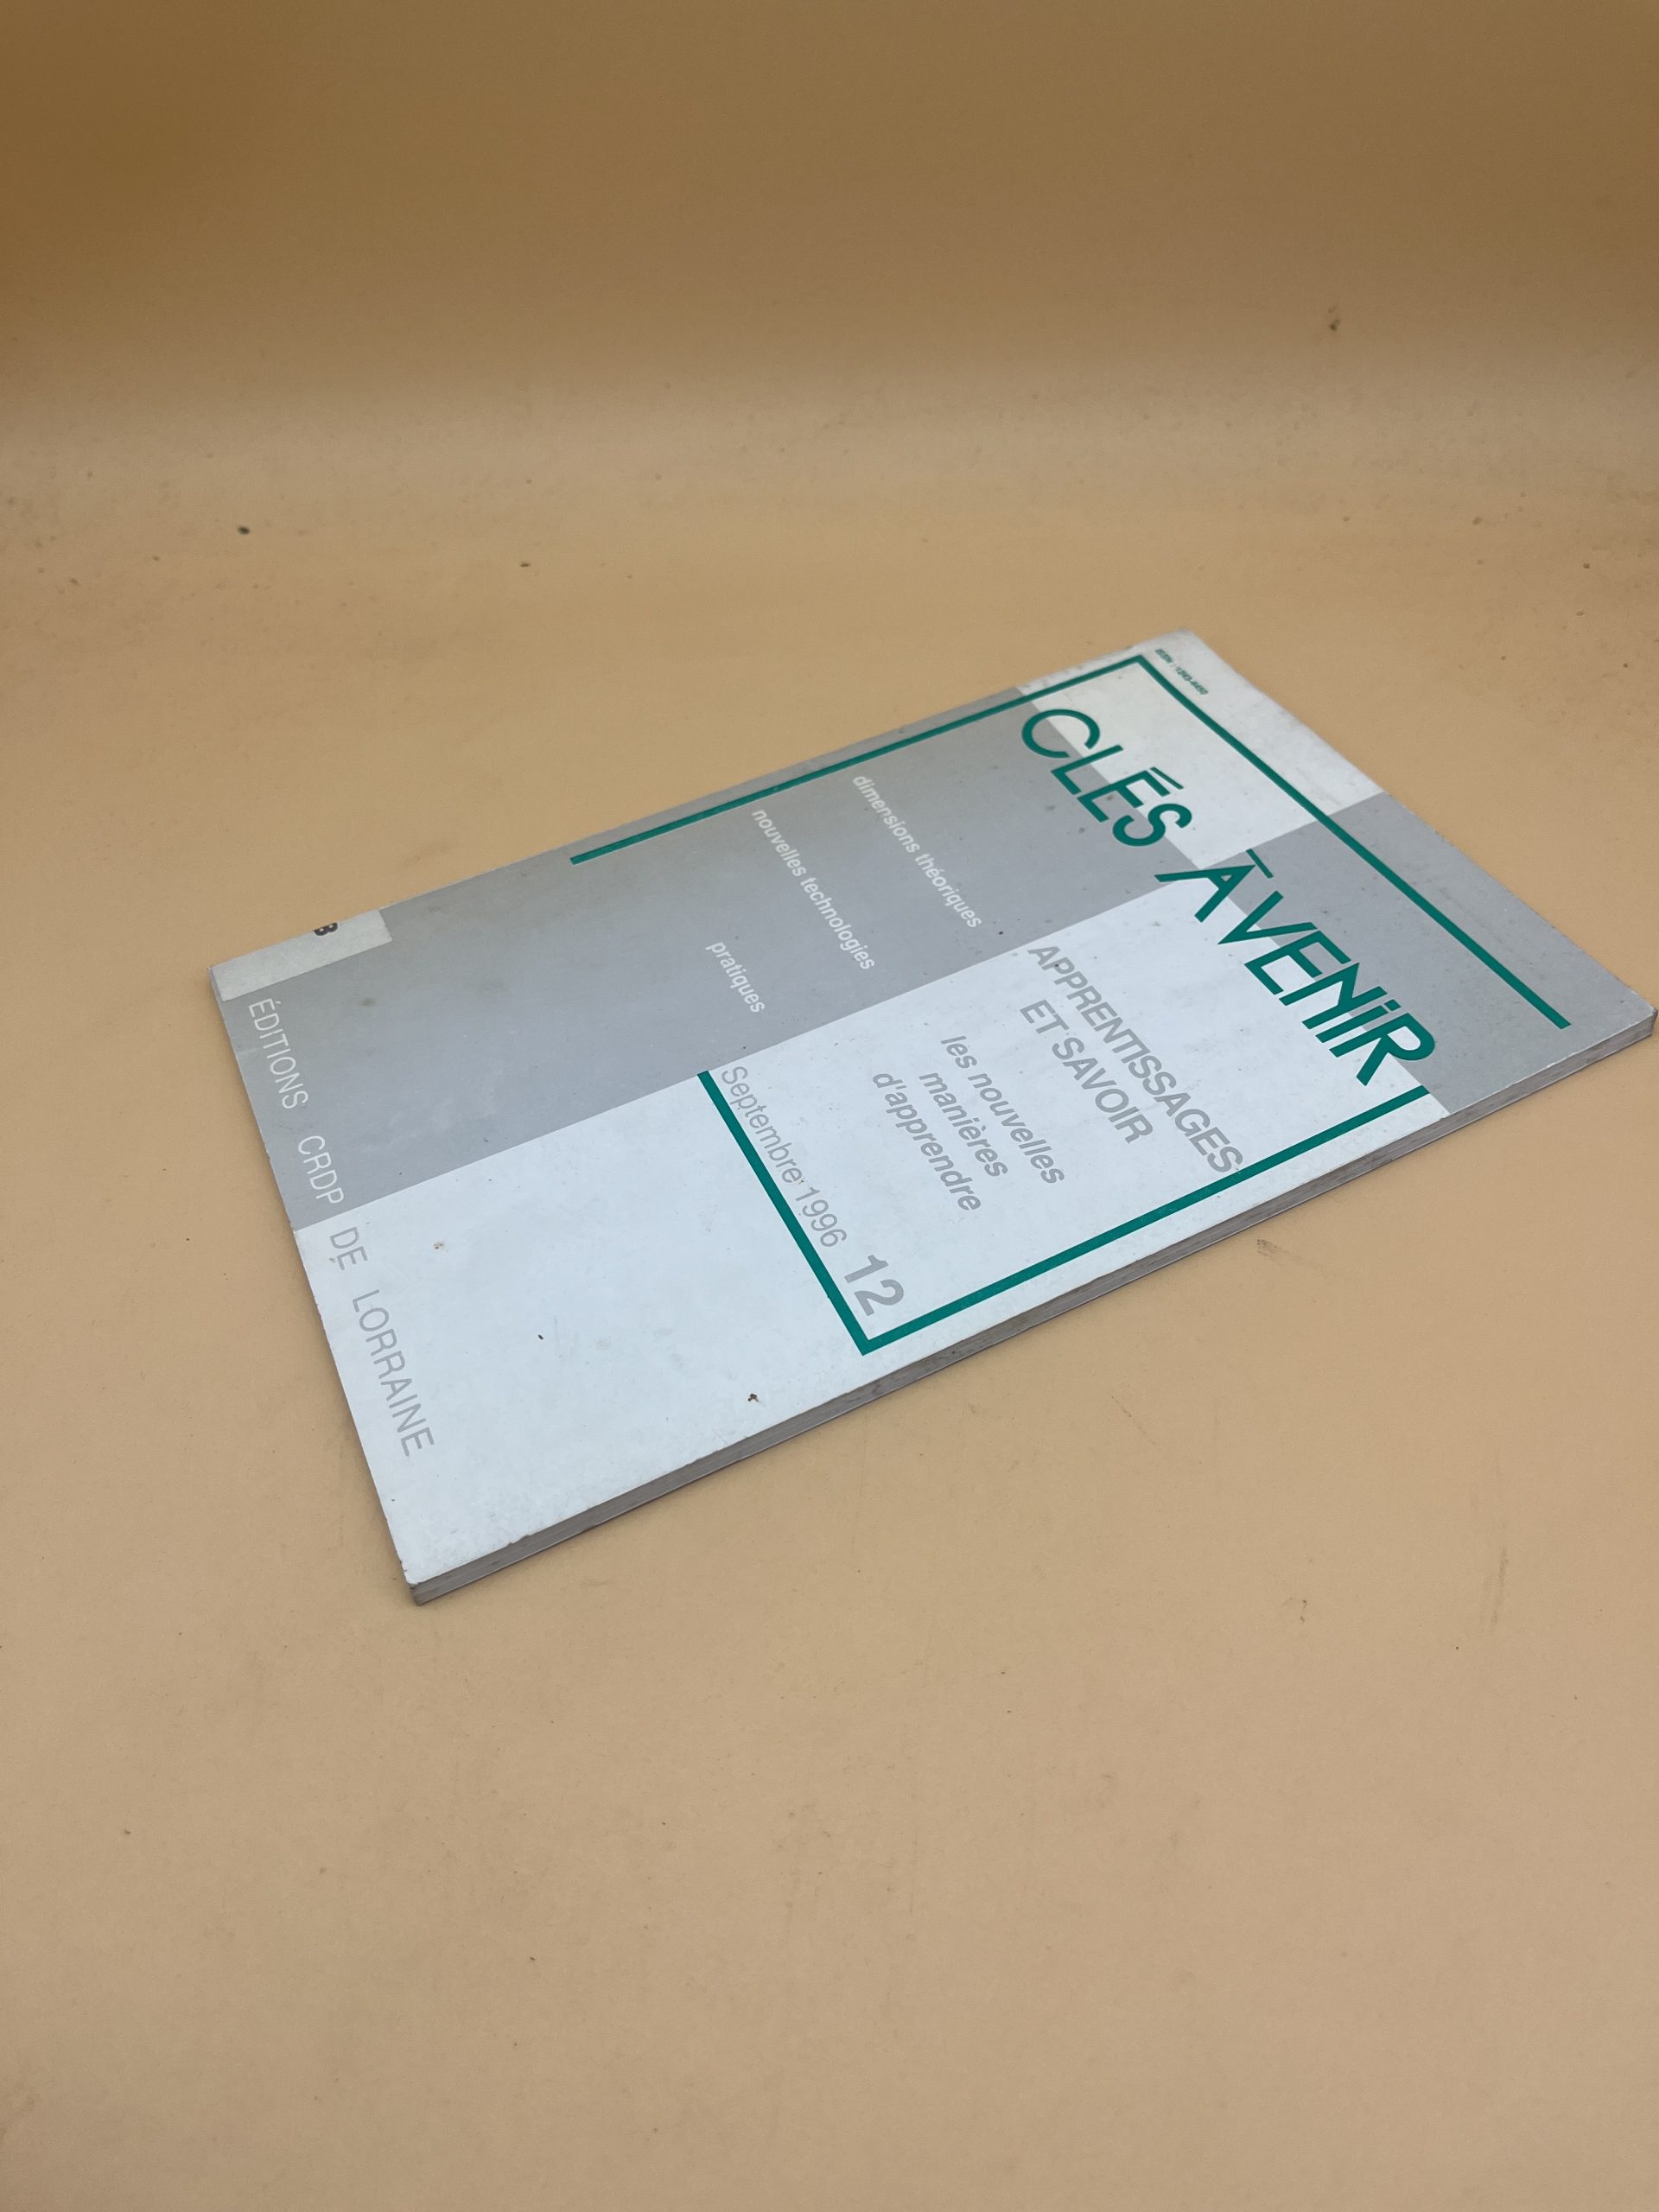 CLÉS À VENiR
APPRENTISSAGES
ET SAVOIR
les nouvelles
manières
d'apprendre
dimensions théoriques
nouvelles technologies
pratiques
Septembre 1996 12
ÉDITIONS CRDP DE LORRAINE
B